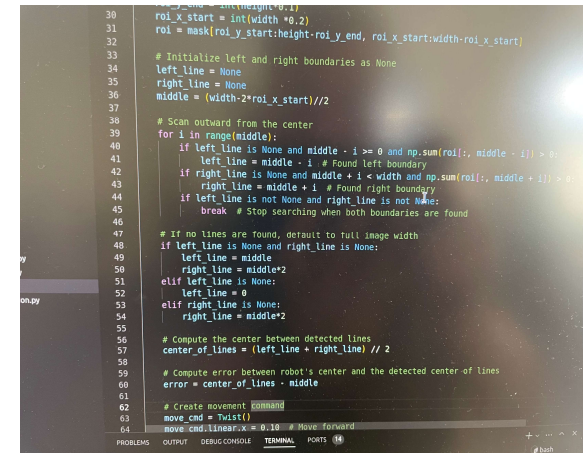 30 roi_y_end = int(height*0.1)
31 roi_x_start = int(width *0.2)
32 roi = mask[roi_y_start:height-roi_y_end, roi_x_start:width-roi_x_start]
33 # Initialize left and right boundaries as None
34 left_line = None
35 right_line = None
36 middle = (width-2*roi_x_start)//2
37
38 # Scan outward from the center
39 for i in range(middle):
40 if left_line is None and middle - i >= 0 and np.sum(roi[:, middle - i]) > 0:
41 left_line = middle - i # Found left boundary
42 if right_line is None and middle + i < width and np.sum(roi[:, middle + i]) > 0:
43 right_line = middle + i # Found right boundary
44 if left_line is not None and right_line is not None:
45 break # Stop searching when both boundaries are found
46
47 # If no lines are found, default to full image width
48 if left_line is None and right_line is None:
49 left_line = middle
50 right_line = middle*2
51 elif left_line is None:
52 left_line = 0
53 elif right_line is None:
54 right_line = middle*2
55
56 # Compute the center between detected lines
57 center_of_lines = (left_line + right_line) // 2
58
59 # Compute error between robot's center and the detected center of lines
60 error = center_of_lines - middle
61
62 # Create movement command
63 move_cmd = Twist()
64 move_cmd.linear.x = 0.10 # Move forward
on.py
PROBLEMS OUTPUT DEBUG CONSOLE TERMINAL PORTS 14
bash